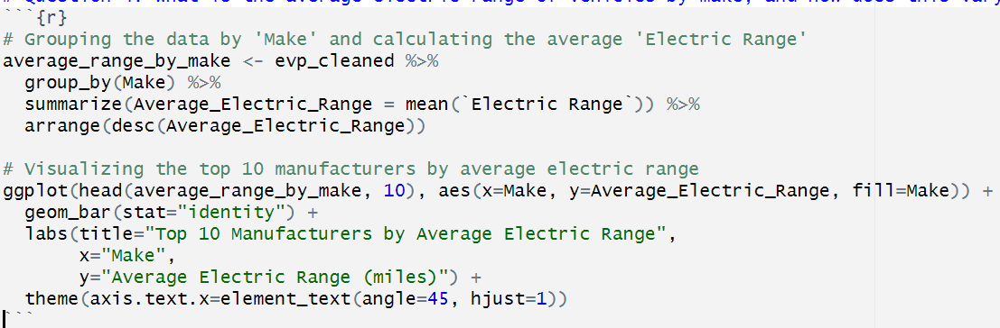 # Question 4: What is the average electric range of vehicles by make, and how does this vary
```{r}
# Grouping the data by 'Make' and calculating the average 'Electric Range'
average_range_by_make <- evp_cleaned %>%
  group_by(Make) %>%
  summarize(Average_Electric_Range = mean(`Electric Range`)) %>%
  arrange(desc(Average_Electric_Range))

# Visualizing the top 10 manufacturers by average electric range
ggplot(head(average_range_by_make, 10), aes(x=Make, y=Average_Electric_Range, fill=Make)) +
  geom_bar(stat="identity") +
  labs(title="Top 10 Manufacturers by Average Electric Range",
       x="Make",
       y="Average Electric Range (miles)") +
  theme(axis.text.x=element_text(angle=45, hjust=1))
```